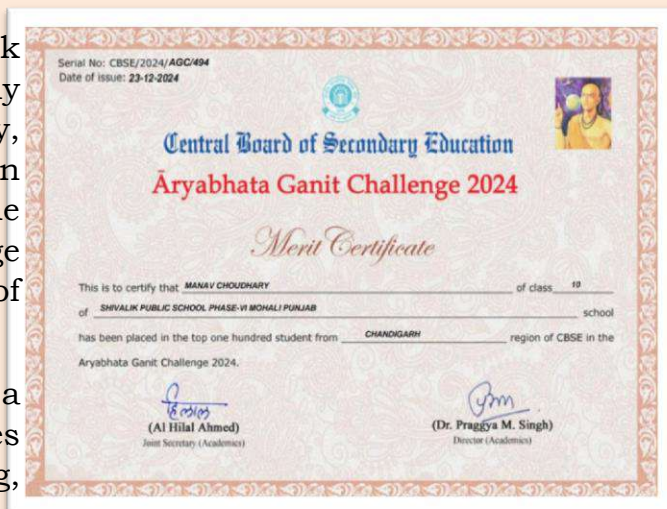 k
y
y,
n
e
ge
of
a
es
g,
Serial No: CBSE/2024/AGC/494
Date of issue: 23-12-2024
Central Board of Secondary Education
Āryabhata Ganit Challenge 2024
Merit Certificate
This is to certify that MANAV CHOUDHARY of class 10
of SHIVALIK PUBLIC SCHOOL PHASE-VI MOHALI PUNJAB school
has been placed in the top one hundred student from CHANDIGARH region of CBSE in the
Aryabhata Ganit Challenge 2024.
हिलाल
(Al Hilal Ahmed)
Joint Secretary (Academics)
(Dr. Praggya M. Singh)
Director (Academics)